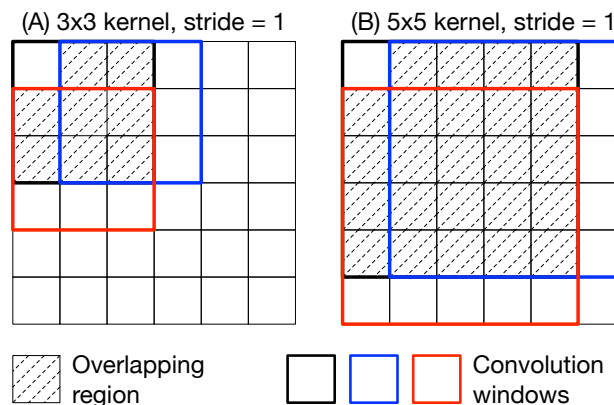 (A) 3x3 kernel, stride = 1
(B) 5x5 kernel, stride = 1
Overlapping
region
Convolution
windows